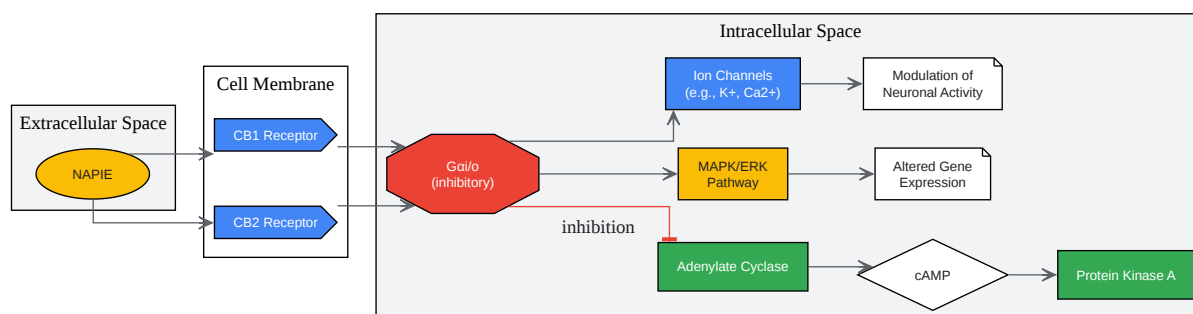 Intracellular Space
Cell Membrane
Extracellular Space
NAPIE
CB1 Receptor
CB2 Receptor
Gαi/o
(inhibitory)
Ion Channels
(e.g., K+, Ca2+)
Modulation of
Neuronal Activity
MAPK/ERK
Pathway
Altered Gene
Expression
inhibition
Adenylate Cyclase
cAMP
Protein Kinase A